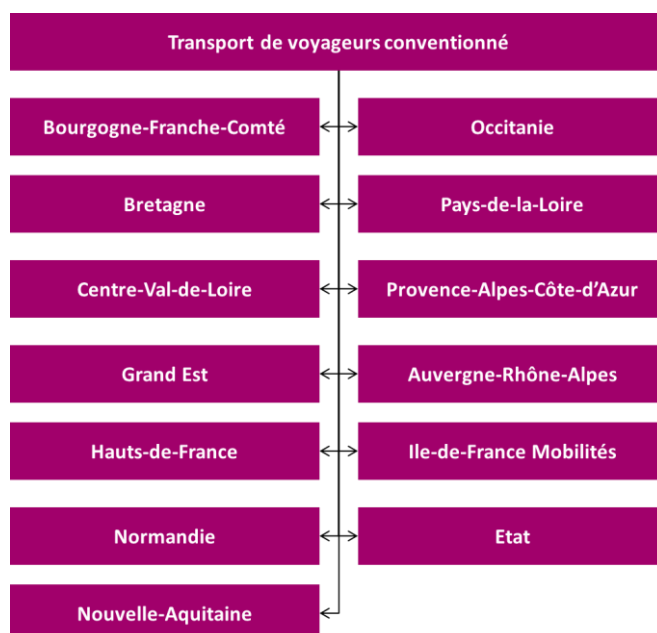 Transport de voyageurs conventionné
Bourgogne-Franche-Comté
Occitanie
Bretagne
Pays-de-la-Loire
Centre-Val-de-Loire
Provence-Alpes-Côte-d’Azur
Grand Est
Auvergne-Rhône-Alpes
Hauts-de-France
Ile-de-France Mobilités
Normandie
Etat
Nouvelle-Aquitaine